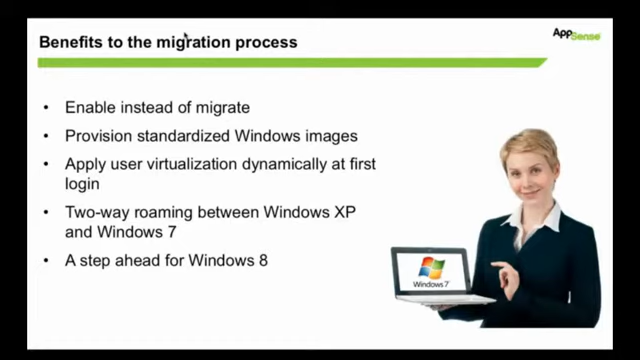 Benefits to the migration process
AppSense
• Enable instead of migrate
• Provision standardized Windows images
• Apply user virtualization dynamically at first
login
• Two-way roaming between Windows XP
and Windows 7
• A step ahead for Windows 8
Windows 7